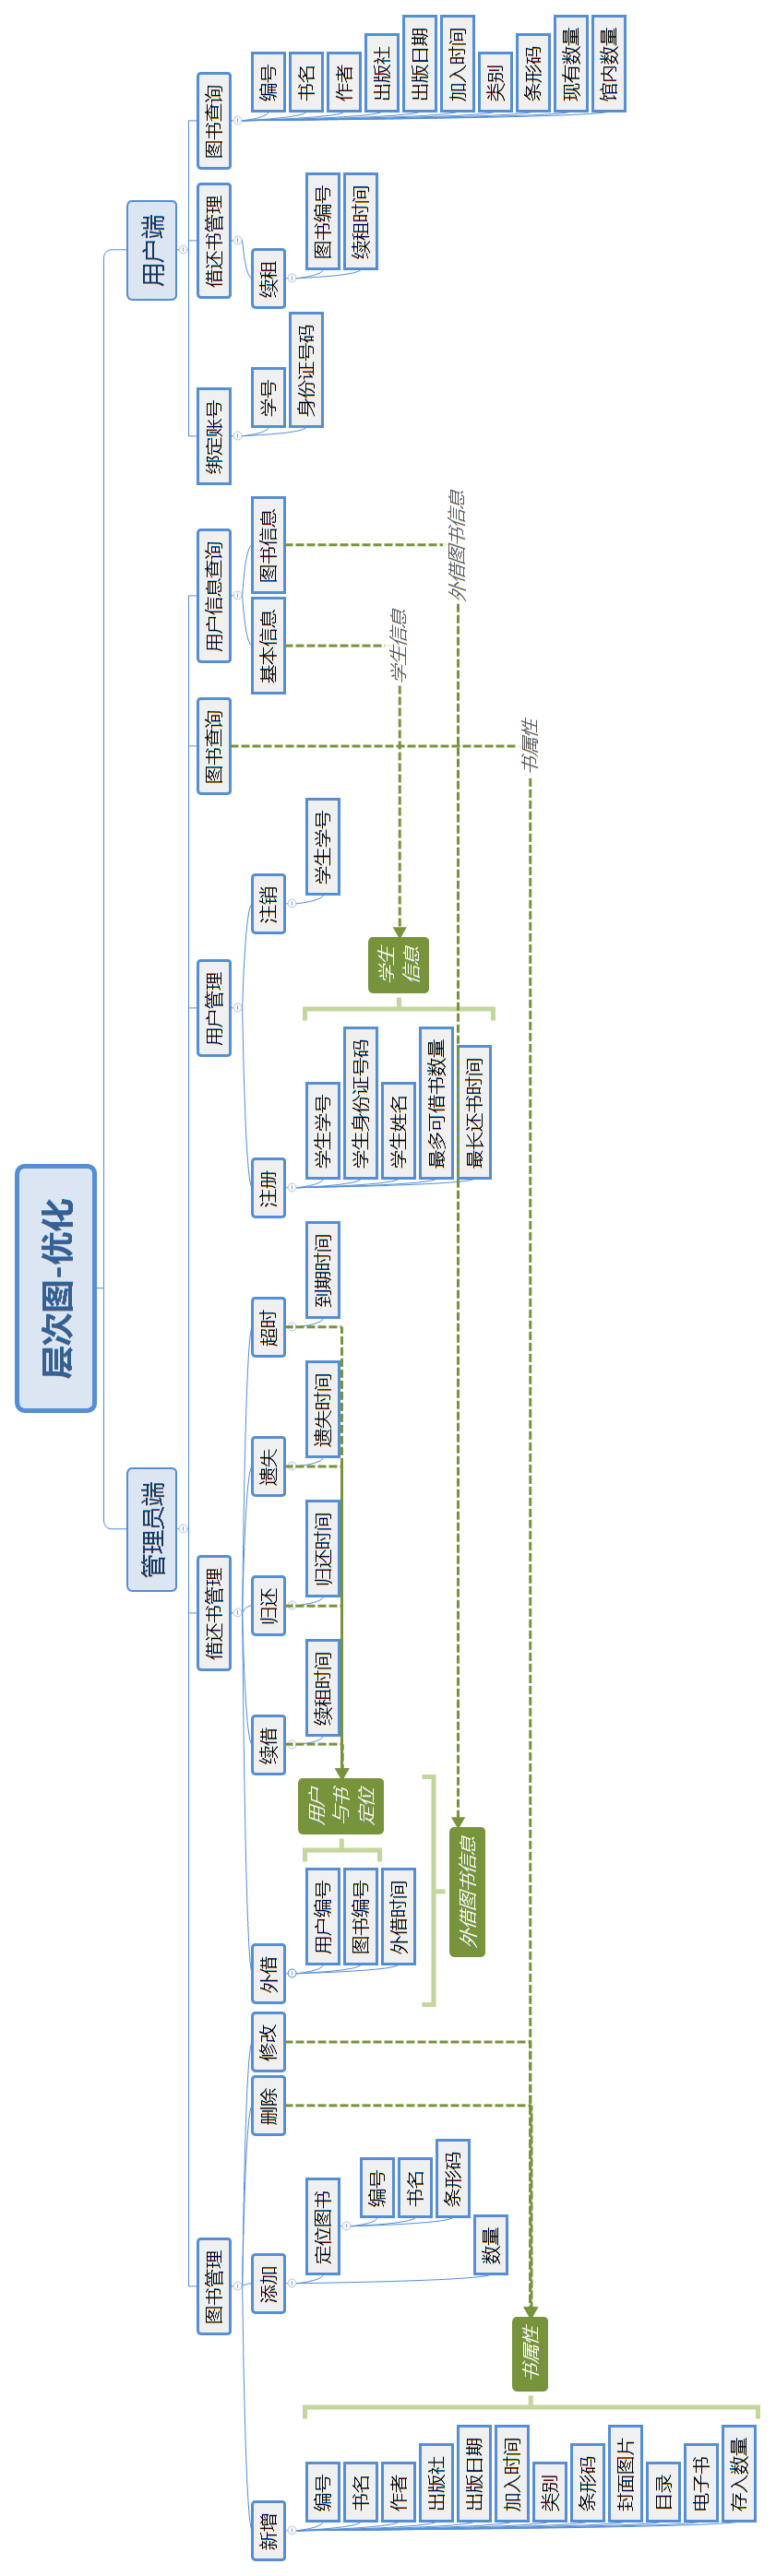 层次图-优化
管理员端
图书管理
新增
编号
书名
作者
出版社
出版日期
加入时间
类别
条形码
封面图片
目录
电子书
存入数量
书属性
添加
定位图书
编号
书名
条形码
数量
删除
修改
借还书管理
外借
用户编号
图书编号
外借时间
用户
与书
定位
外借图书信息
续借
续租时间
归还
归还时间
遗失
遗失时间
超时
到期时间
用户管理
注册
学生学号
学生身份证号码
学生姓名
最多可借书数量
最长还书时间
学生
信息
注销
学生学号
图书查询
书属性
用户信息查询
基本信息
学生信息
图书信息
外借图书信息
用户端
绑定账号
学号
身份证号码
借还书管理
续租
图书编号
续租时间
图书查询
编号
书名
作者
出版社
出版日期
加入时间
类别
条形码
现有数量
馆内数量